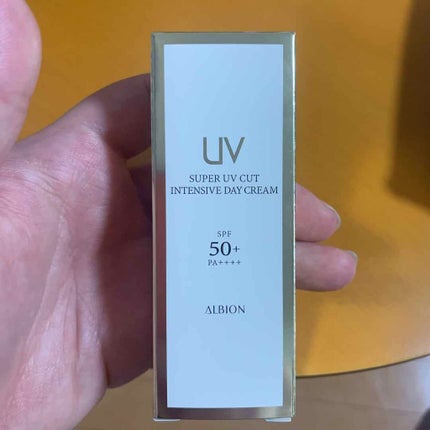 UV
SUPER UV CUT
INTENSIVE DAY CREAM
SPF
50+
PA++++
ALBION